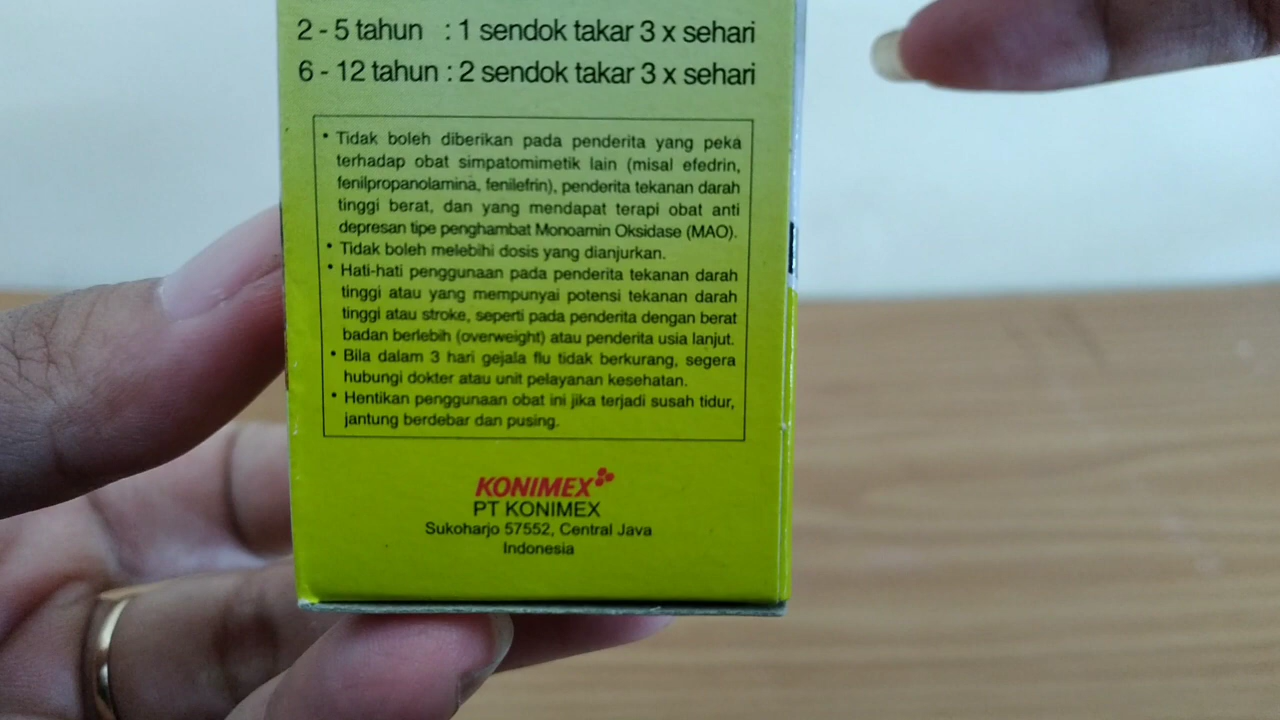 2 - 5 tahun : 1 sendok takar 3 x sehari
6 - 12 tahun : 2 sendok takar 3 x sehari
• Tidak boleh diberikan pada penderita yang peka
terhadap obat simpatomimetik lain (misal efedrin,
fenilpropanolamina, fenilefrin), penderita tekanan darah
tinggi berat, dan yang mendapat terapi obat anti
depresan tipe penghambat Monoamin Oksidase (MAO).
• Tidak boleh melebihi dosis yang dianjurkan.
• Hati-hati penggunaan pada penderita tekanan darah
tinggi atau yang mempunyai potensi tekanan darah
tinggi atau stroke, seperti pada penderita dengan berat
badan berlebih (overweight) atau penderita usia lanjut.
• Bila dalam 3 hari gejala flu tidak berkurang, segera
hubungi dokter atau unit pelayanan kesehatan.
• Hentikan penggunaan obat ini jika terjadi susah tidur,
jantung berdebar dan pusing.
KONIMEX
PT KONIMEX
Sukoharjo 57552, Central Java
Indonesia